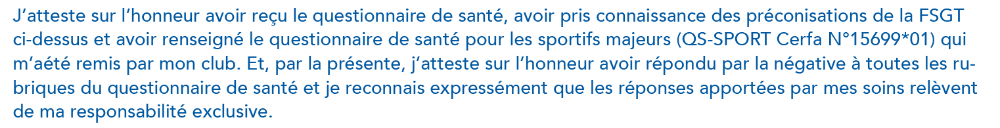 J’atteste sur l’honneur avoir reçu le questionnaire de santé, avoir pris connaissance des préconisations de la FSGT
ci-dessus et avoir renseigné le questionnaire de santé pour les sportifs majeurs (QS-SPORT Cerfa N°15699*01) qui
m’aété remis par mon club. Et, par la présente, j’atteste sur l’honneur avoir répondu par la négative à toutes les ru-
briques du questionnaire de santé et je reconnais expressément que les réponses apportées par mes soins relèvent
de ma responsabilité exclusive.